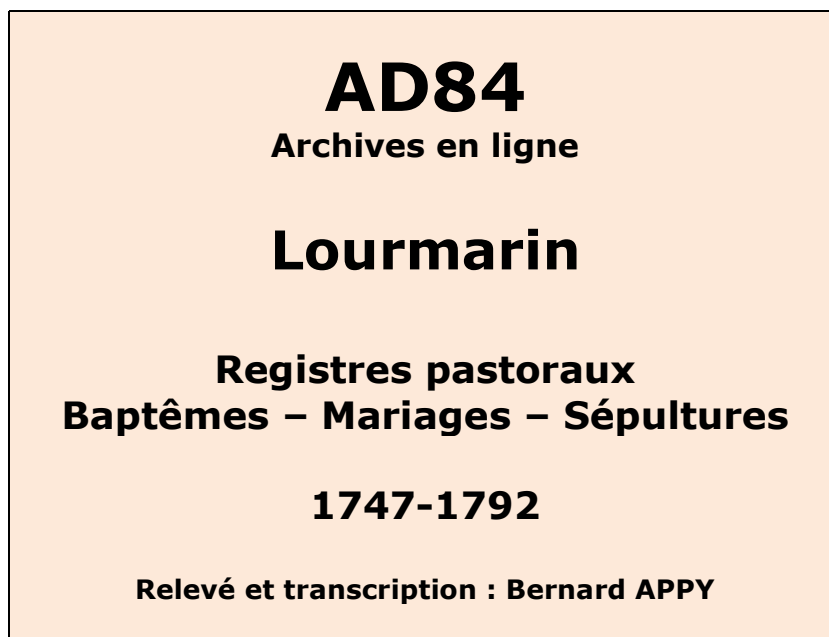 AD84
Archives en ligne
Lourmarin
Registres pastoraux
Baptêmes – Mariages – Sépultures
1747-1792
Relevé et transcription : Bernard APPY